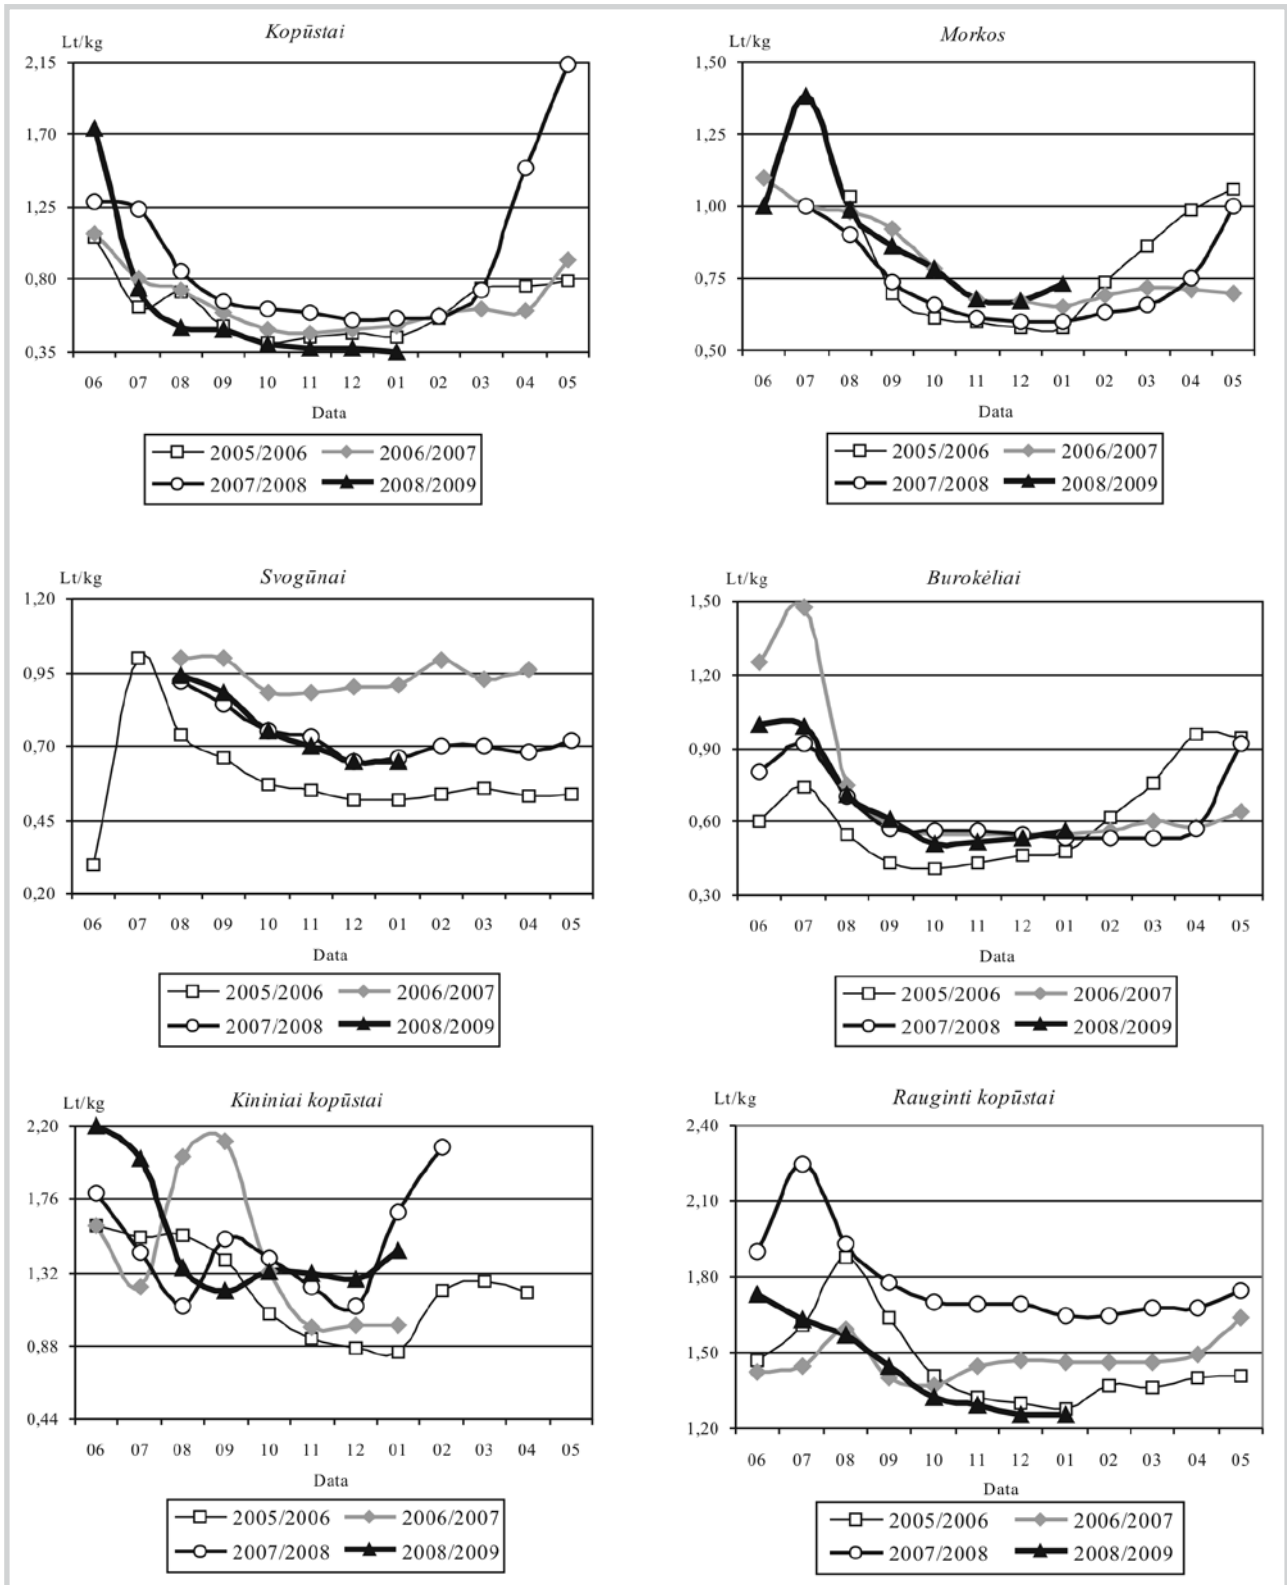 Kopūstai
Lt/kg
2,15
1,70
1,25
0,80
0,35
06 07 08 09 10 11 12 01 02 03 04 05
Data
2005/2006 2006/2007
2007/2008 2008/2009
Morkos
Lt/kg
1,50
1,25
1,00
0,75
0,50
06 07 08 09 10 11 12 01 02 03 04 05
Data
2005/2006 2006/2007
2007/2008 2008/2009
Svogūnai
Lt/kg
1,20
0,95
0,70
0,45
0,20
06 07 08 09 10 11 12 01 02 03 04 05
Data
2005/2006 2006/2007
2007/2008 2008/2009
Burokėliai
Lt/kg
1,50
1,20
0,90
0,60
0,30
06 07 08 09 10 11 12 01 02 03 04 05
Data
2005/2006 2006/2007
2007/2008 2008/2009
Kininiai kopūstai
Lt/kg
2,20
1,76
1,32
0,88
0,44
06 07 08 09 10 11 12 01 02 03 04 05
Data
2005/2006 2006/2007
2007/2008 2008/2009
Rauginti kopūstai
Lt/kg
2,40
2,10
1,80
1,50
1,20
06 07 08 09 10 11 12 01 02 03 04 05
Data
2005/2006 2006/2007
2007/2008 2008/2009